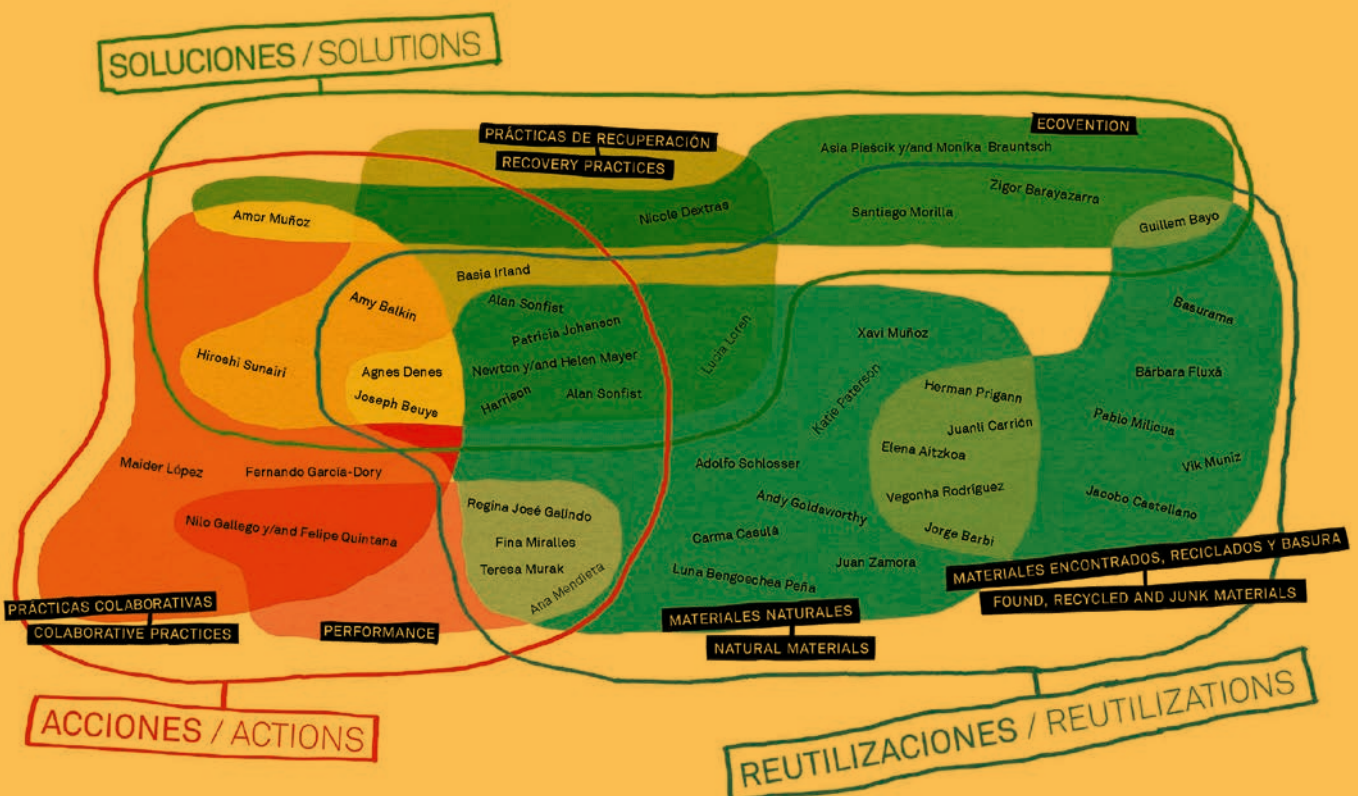 SOLUCIONES / SOLUTIONS
PRÁCTICAS DE RECUPERACIÓN
RECOVERY PRACTICES
ECOVENTION
Asia Piaścik y/and Monika Brauntsch
Zigor Barayazarra
Nicole Dextras
Santiago Morilla
Guillem Bayo
Amor Muñoz
Basia Irland
Amy Balkin
Alan Sonfist
Patricia Johanson
Lucía Loren
Xavi Muñoz
Basurama
Hiroshi Sunairi
Agnes Denes
Newton y/and Helen Mayer
Harrison
Joseph Beuys
Alan Sonfist
Katie Paterson
Herman Prigann
Bárbara Fluxá
Juanli Carrión
Pablo Milicua
Elena Aitzkoa
Maider López
Fernando García-Dory
Adolfo Schlosser
Vik Muniz
Vegonha Rodríguez
Jacobo Castellano
Andy Goldsworthy
Regina José Galindo
Nilo Gallego y/and Felipe Quintana
Carma Casulá
Jorge Barbi
Fina Miralles
Juan Zamora
Teresa Murak
Luna Bengoechea Peña
Ana Mendieta
MATERIALES ENCONTRADOS, RECICLADOS Y BASURA
FOUND, RECYCLED AND JUNK MATERIALS
PRÁCTICAS COLABORATIVAS
COLABORATIVE PRACTICES
PERFORMANCE
MATERIALES NATURALES
NATURAL MATERIALS
ACCIONES / ACTIONS
REUTILIZACIONES / REUTILIZATIONS